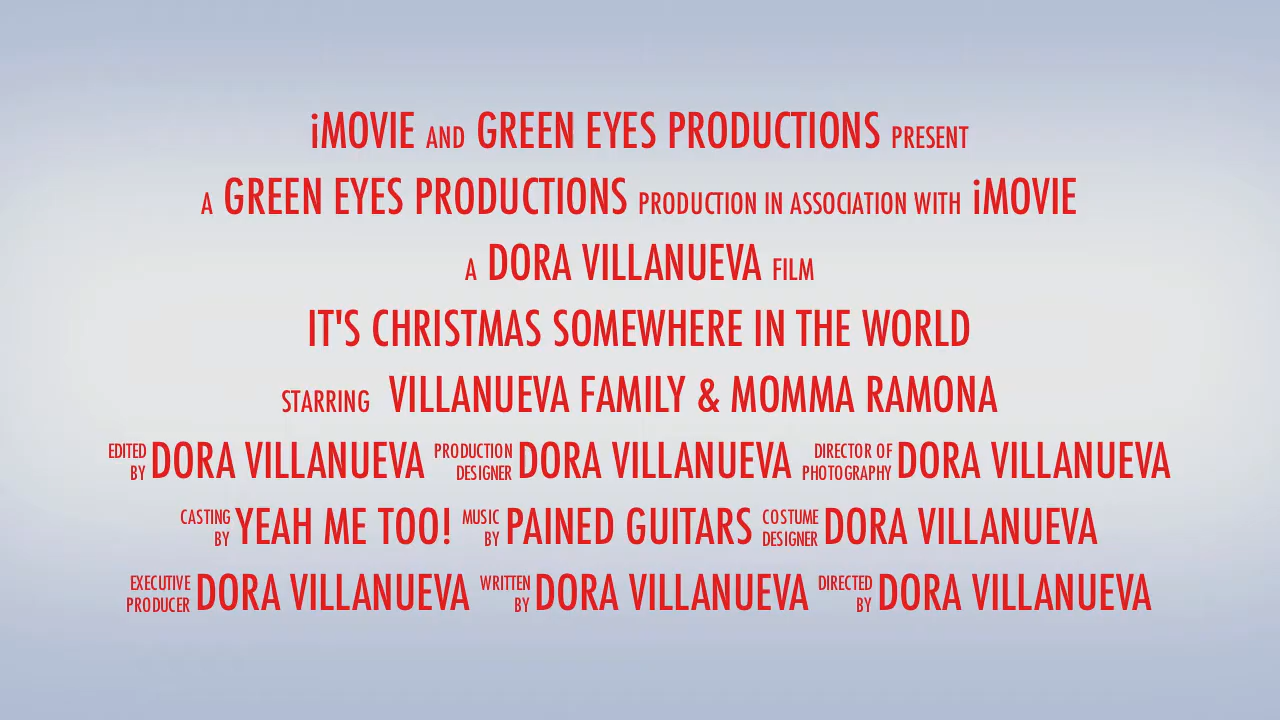 iMOVIE AND GREEN EYES PRODUCTIONS PRESENT
A GREEN EYES PRODUCTIONS PRODUCTION IN ASSOCIATION WITH iMOVIE
A DORA VILLANUEVA FILM
IT'S CHRISTMAS SOMEWHERE IN THE WORLD
STARRING VILLANUEVA FAMILY & MOMMA RAMONA
EDITED BY DORA VILLANUEVA PRODUCTION DESIGNER DORA VILLANUEVA DIRECTOR OF PHOTOGRAPHY DORA VILLANUEVA
CASTING BY YEAH ME TOO! MUSIC BY PAINED GUITARS COSTUME DESIGNER DORA VILLANUEVA
EXECUTIVE PRODUCER DORA VILLANUEVA WRITTEN BY DORA VILLANUEVA DIRECTED BY DORA VILLANUEVA